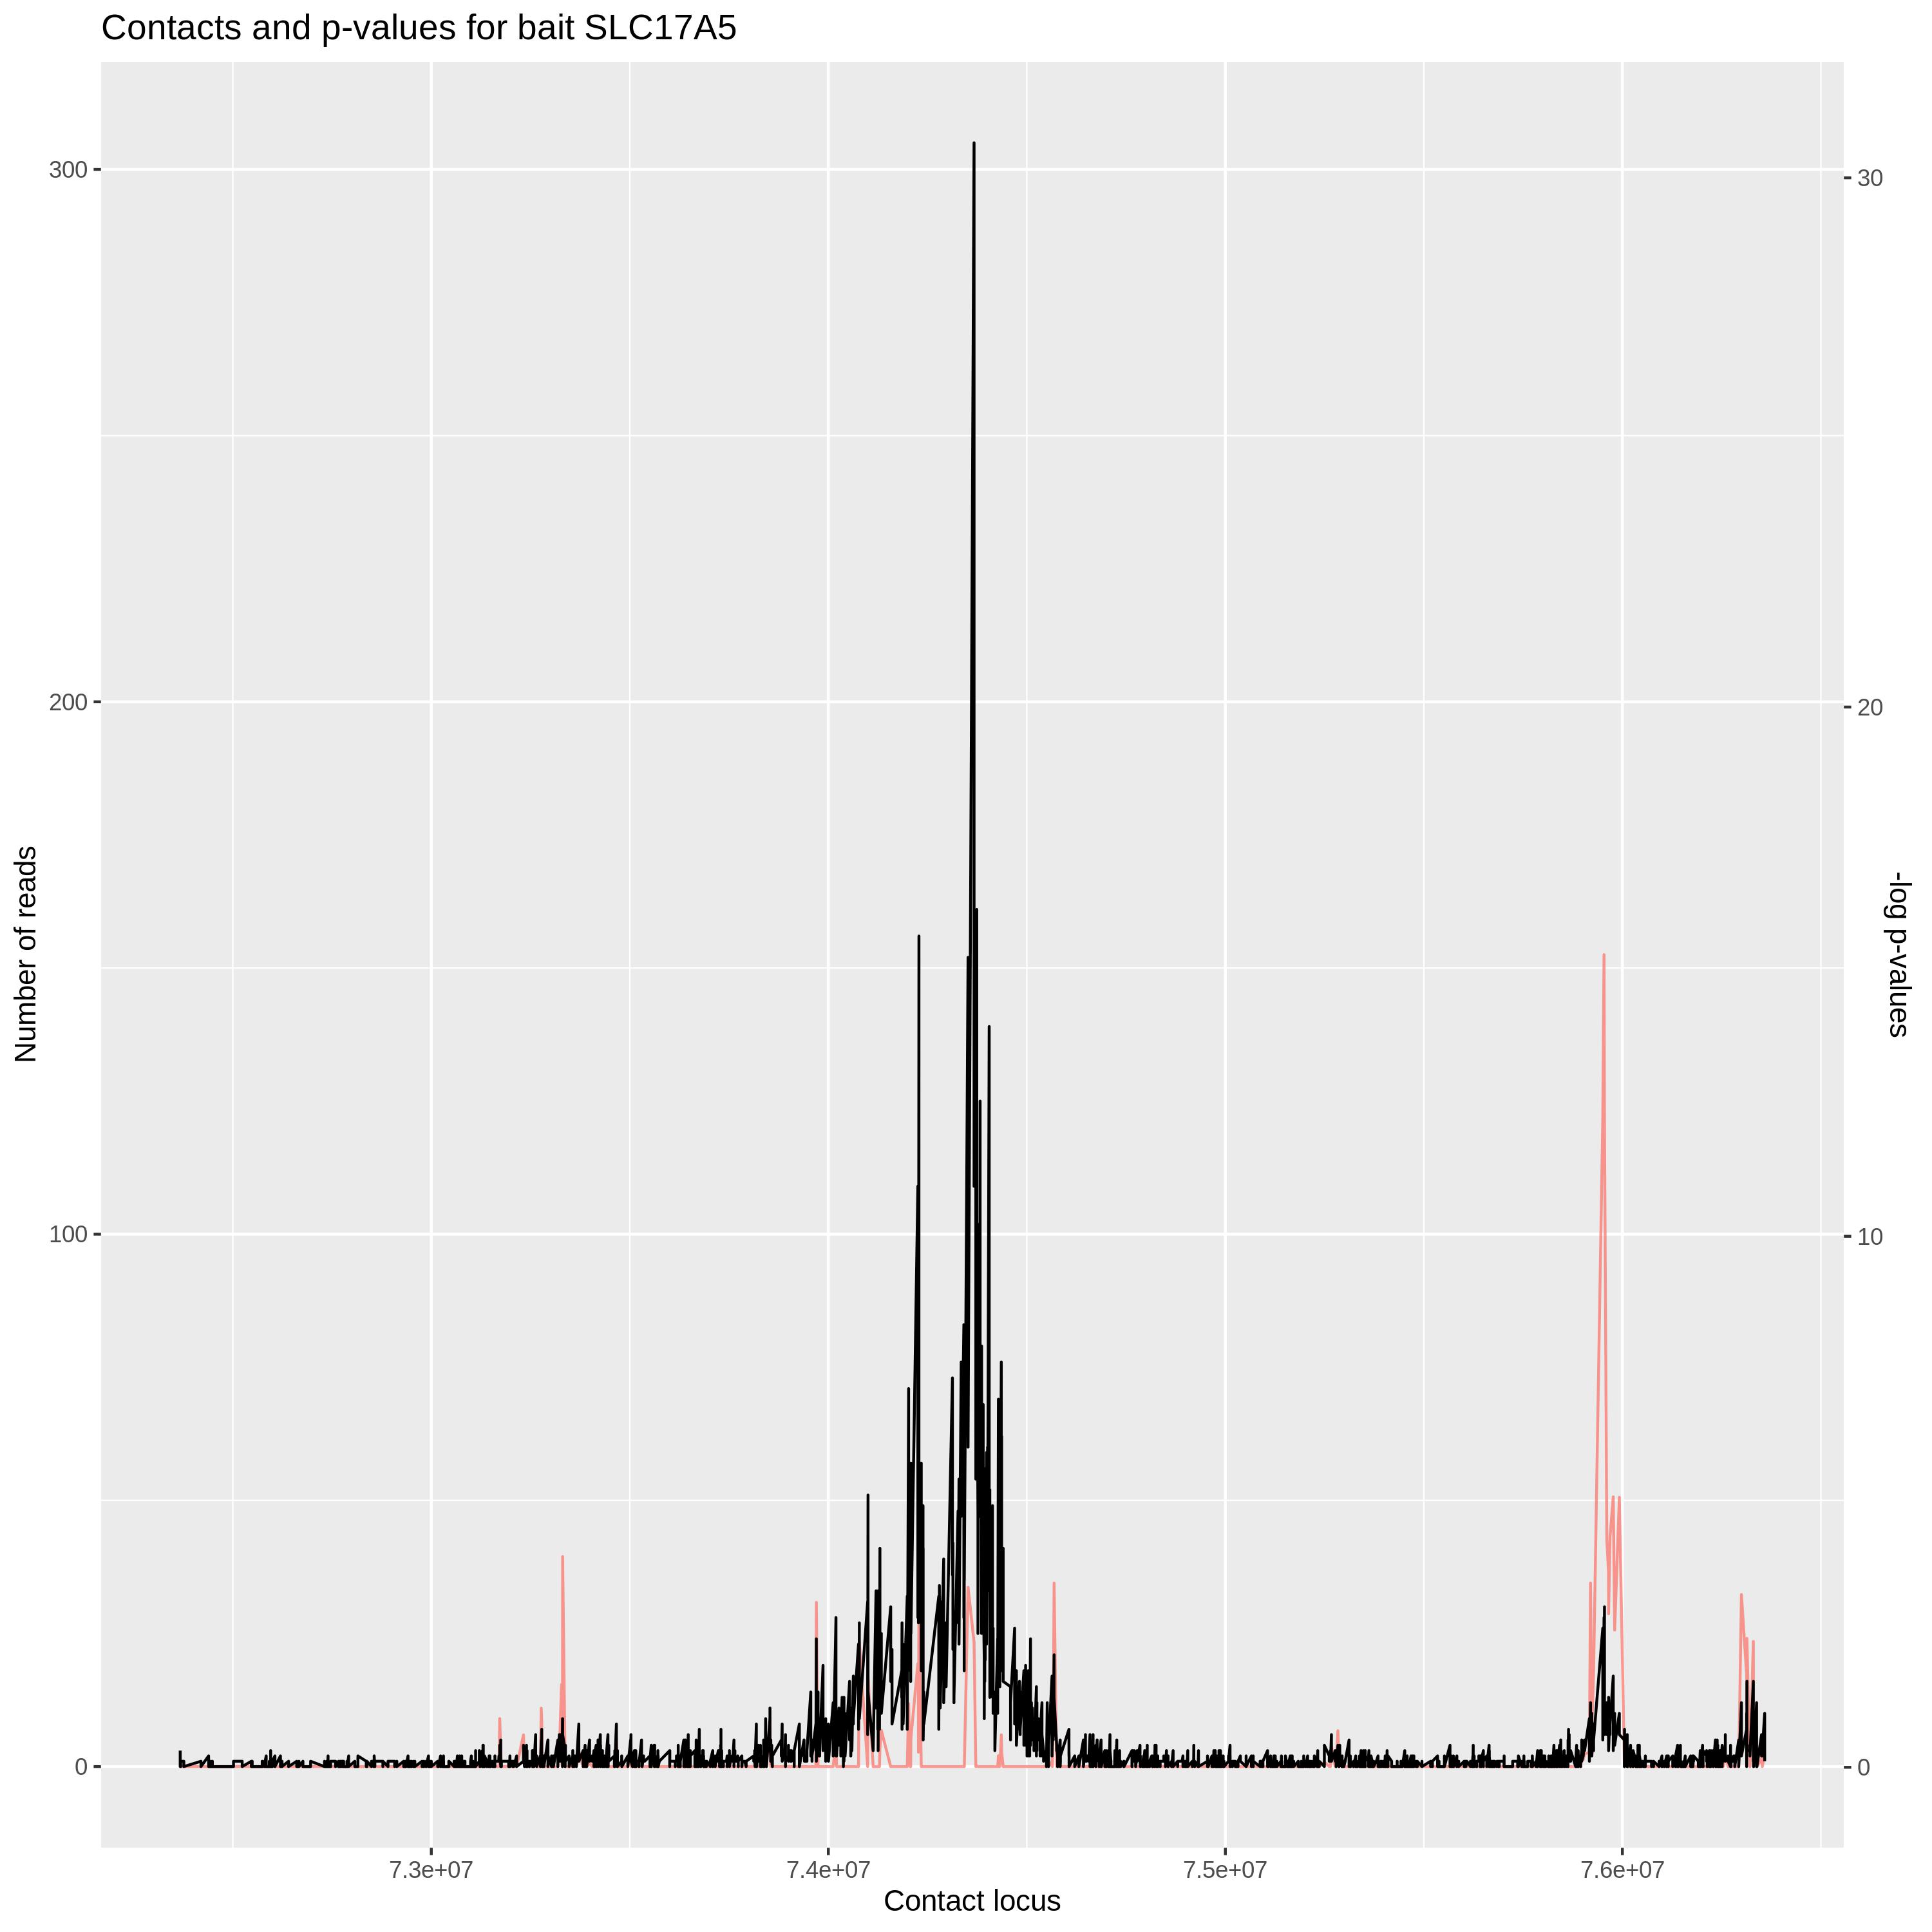 Contacts and p-values for bait SLC17A5
300
200
100
0
Number of reads
30
20
10
0
-log p-values
7.3e+07
7.4e+07
7.5e+07
7.6e+07
Contact locus